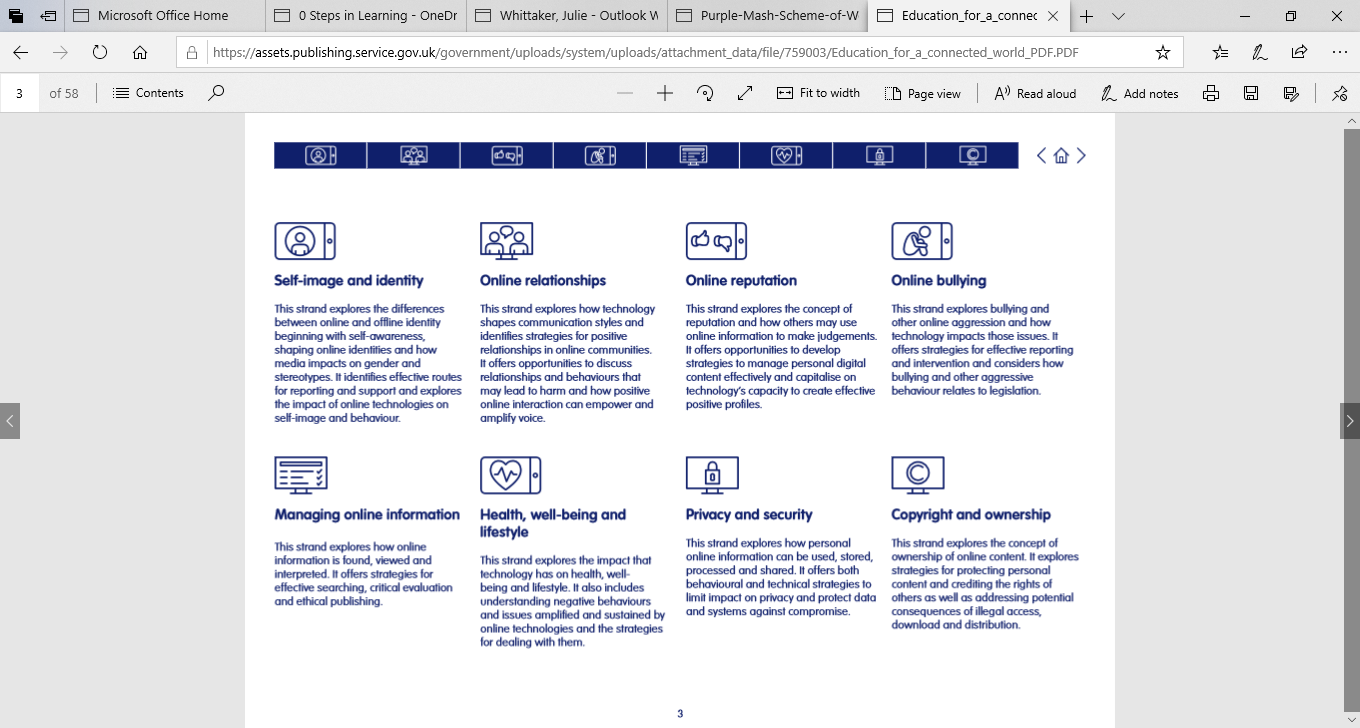 Microsoft Office Home
0 Steps in Learning - OneDr
Whittaker, Julie - Outlook W
Purple-Mash-Scheme-of-W
Education_for_a_connec
https://assets.publishing.service.gov.uk/government/uploads/system/uploads/attachment_data/file/759003/Education_for_a_connected_world_PDF.PDF
3 of 58
Contents
Fit to width
Page view
Read aloud
Add notes
Self-image and identity
This strand explores the differences
between online and offline identity
beginning with self-awareness,
shaping online identities and how
media impacts on gender and
stereotypes. It identifies effective routes
for reporting and support and explores
the impact of online technologies on
self-image and behaviour.
Online relationships
This strand explores how technology
shapes communication styles and
identifies strategies for positive
relationships in online communities.
It offers opportunities to discuss
relationships and behaviours that
may lead to harm and how positive
online interaction can empower and
amplify voice.
Online reputation
This strand explores the concept of
reputation and how others may use
online information to make judgements.
It offers opportunities to develop
strategies to manage personal digital
content effectively and capitalise on
technology's capacity to create effective
positive profiles.
Online bullying
This strand explores bullying and
other online aggression and how
technology impacts those issues. It
offers strategies for effective reporting
and intervention and considers how
bullying and other aggressive
behaviour relates to legislation.
Managing online information
This strand explores how online
information is found, viewed and
interpreted. It offers strategies for
effective searching, critical evaluation
and ethical publishing.
Health, well-being and
lifestyle
This strand explores the impact that
technology has on health, well-
being and lifestyle. It also includes
understanding negative behaviours
and issues amplified and sustained by
online technologies and the strategies
for dealing with them.
Privacy and security
This strand explores how personal
online information can be used, stored,
processed and shared. It offers both
behavioural and technical strategies to
limit impact on privacy and protect data
and systems against compromise.
Copyright and ownership
This strand explores the concept of
ownership of online content. It explores
strategies for protecting personal
content and crediting the rights of
others as well as addressing potential
consequences of illegal access,
download and distribution.
3